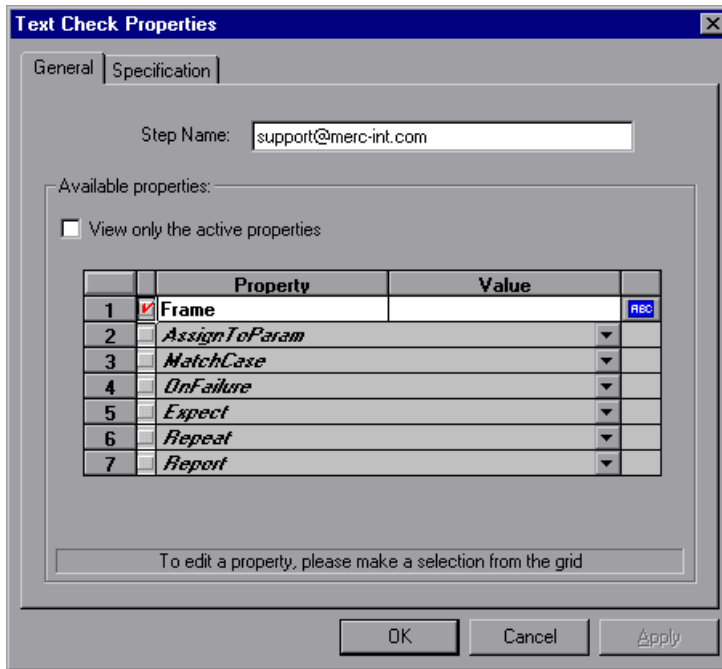 Text Check Properties
General Specification
Step Name: support@merc-int.com
Available properties:
View only the active properties
Property Value
1 Frame ABC
2 AssignToParam
3 MatchCase
4 OnFailure
5 Expect
6 Repeat
7 Report
To edit a property, please make a selection from the grid
OK Cancel Apply